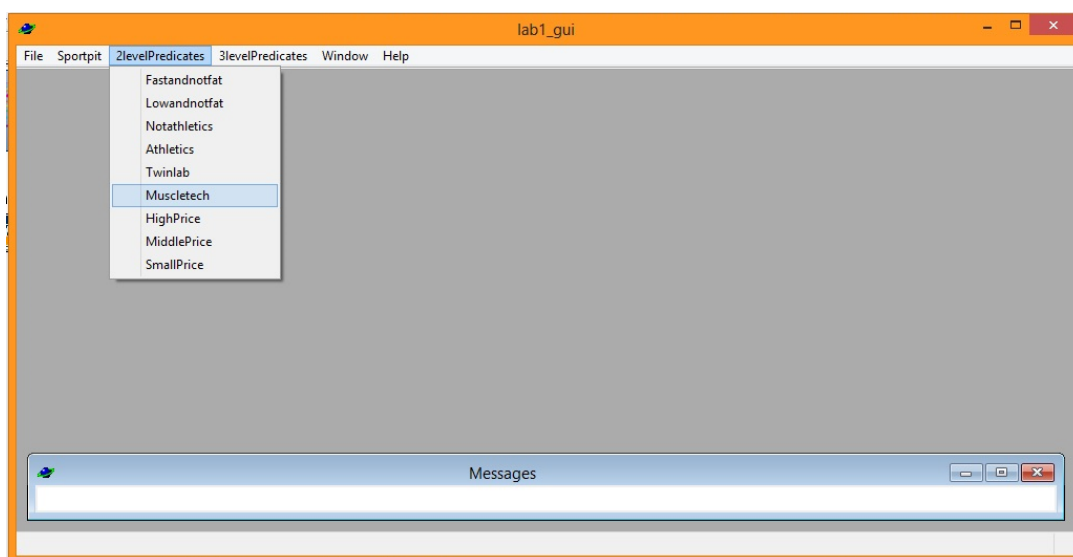 lab1_gui
File Sportpit 2levelPredicates 3levelPredicates Window Help
Fastandnotfat
Lowandnotfat
Notathletics
Athletics
Twinlab
Muscletech
HighPrice
MiddlePrice
SmallPrice
Messages